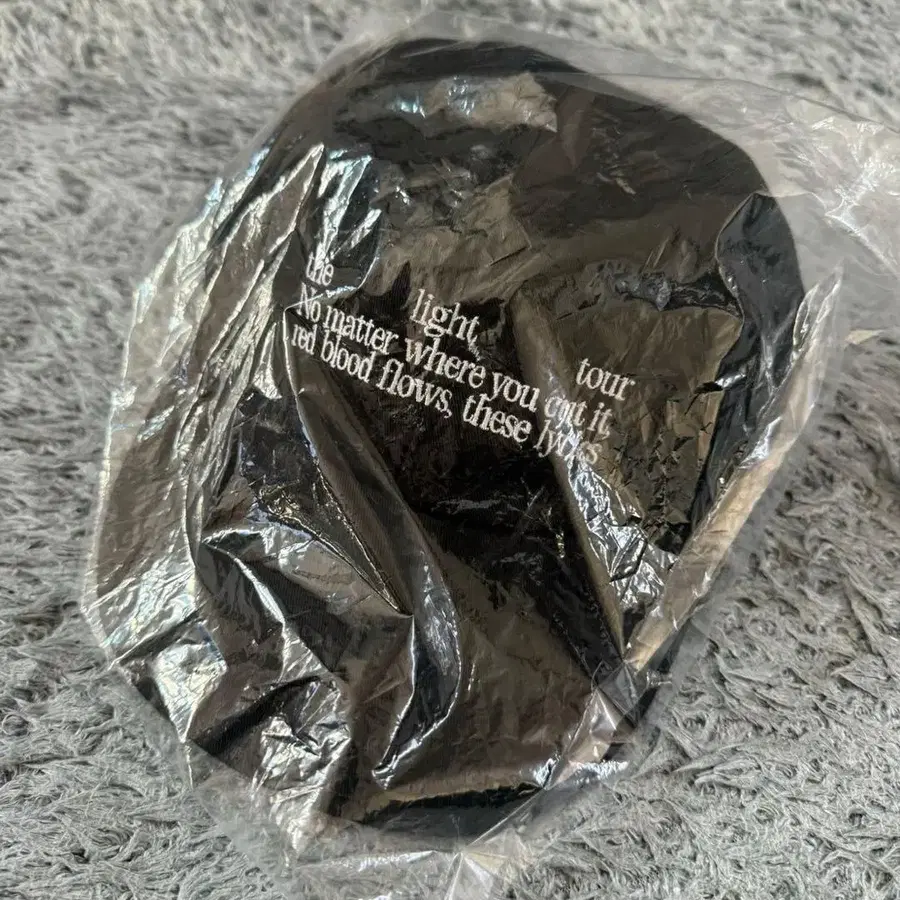 the light, tour
No matter where you cut it,
red blood flows, these lyrics